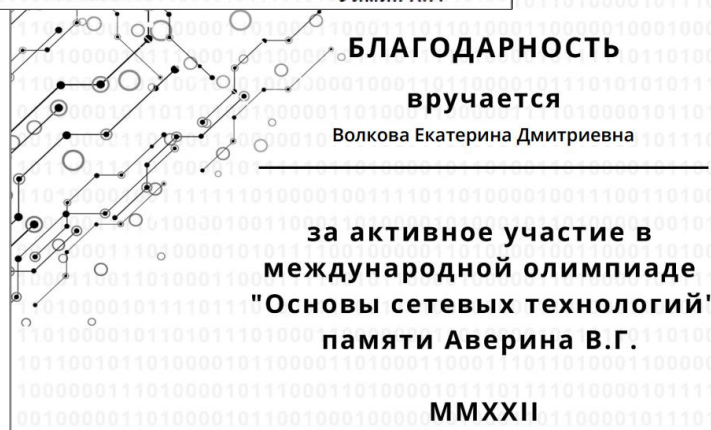 БЛАГОДАРНОСТЬ
вручается
Волкова Екатерина Дмитриевна
за активное участие в
международной олимпиаде
"Основы сетевых технологий"
памяти Аверина В.Г.
MMXXII